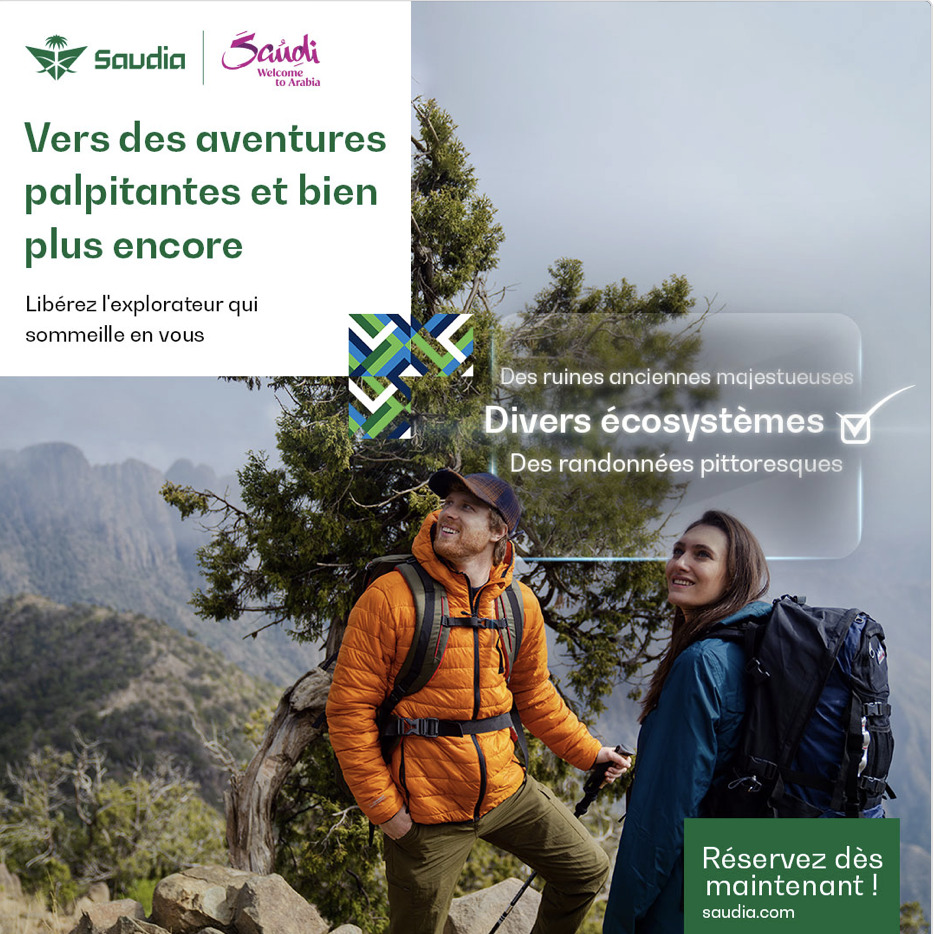 Saudia
Saudi
Welcome
to Arabia
Vers des aventures
palpitantes et bien
plus encore
Libérez l'explorateur qui
sommeille en vous
Des ruines anciennes majestueuses
Divers écosystèmes
Des randonnées pittoresques
Réservez dès
maintenant !
saudia.com